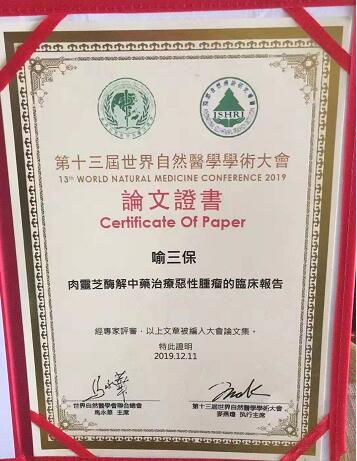 JSHRI
第十三屆世界自然醫學學術大會
13th WORLD NATURAL MEDICINE CONFERENCE 2019
論文證書
Certificate Of Paper
喻三保
肉靈芝酶解中藥治療惡性腫瘤的臨床報告
經專家評審，以上文章被編入大會論文集。
特此證明
2019.12.11
世界自然醫學會聯合總會
馬永華 主席
第十三屆世界自然醫學學術大會
麥燕瓊 執行主席